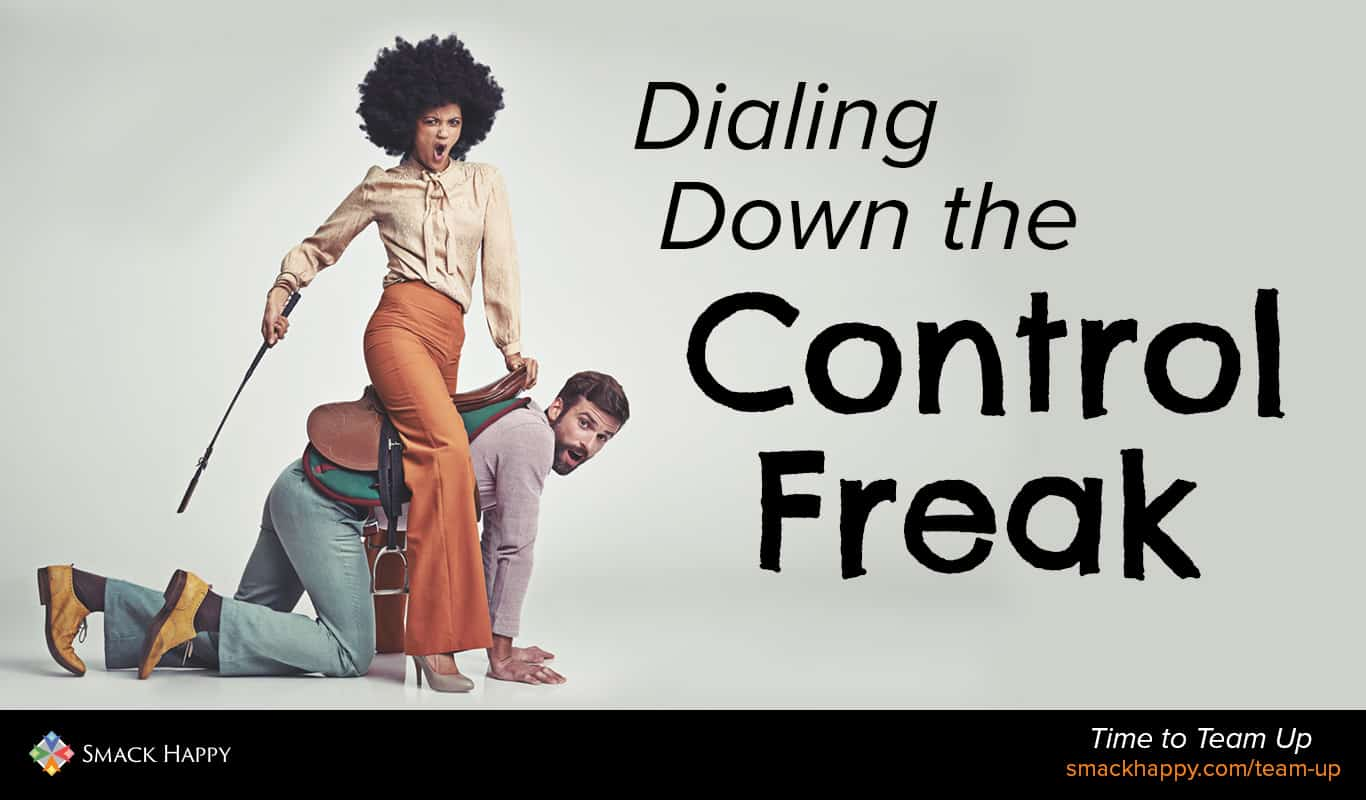 Dialing
Down the
Control
Freak
SMACK HAPPY
Time to Team Up
smackhappy.com/team-up